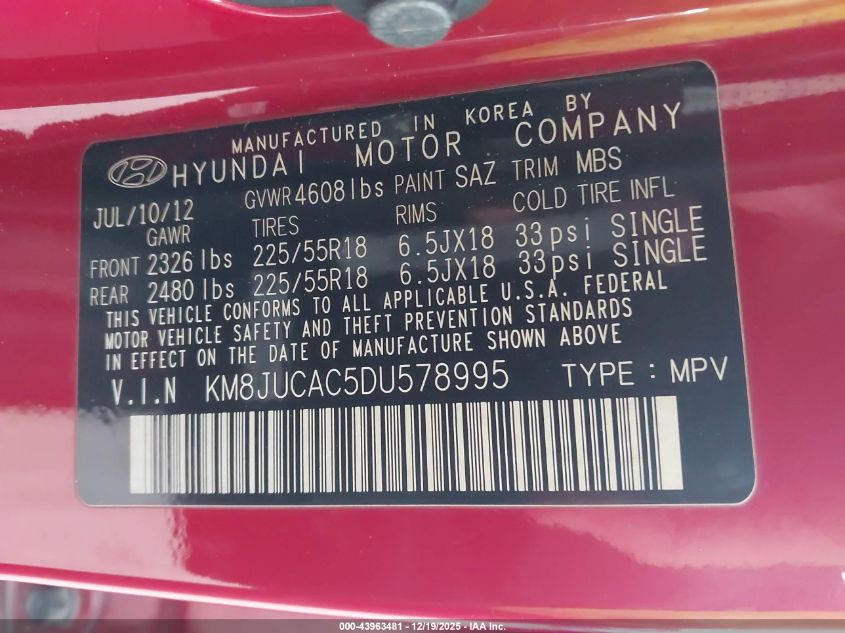 MANUFACTURED IN KOREA BY
HYUNDAI MOTOR COMPANY
JUL/10/12 GVWR 4608 lbs PAINT SAZ TRIM MBS
GAWR TIRES RIMS COLD TIRE INFL
FRONT 2326 lbs 225/55R18 6.5JX18 33psi SINGLE
REAR 2480 lbs 225/55R18 6.5JX18 33psi SINGLE
THIS VEHICLE CONFORMS TO ALL APPLICABLE U.S.A. FEDERAL
MOTOR VEHICLE SAFETY AND THEFT PREVENTION STANDARDS
IN EFFECT ON THE DATE OF MANUFACTURE SHOWN ABOVE
V.I.N KM8JUCAC5DU578995 TYPE : MPV
000-43963481 - 12/19/2025 - IAA Inc.